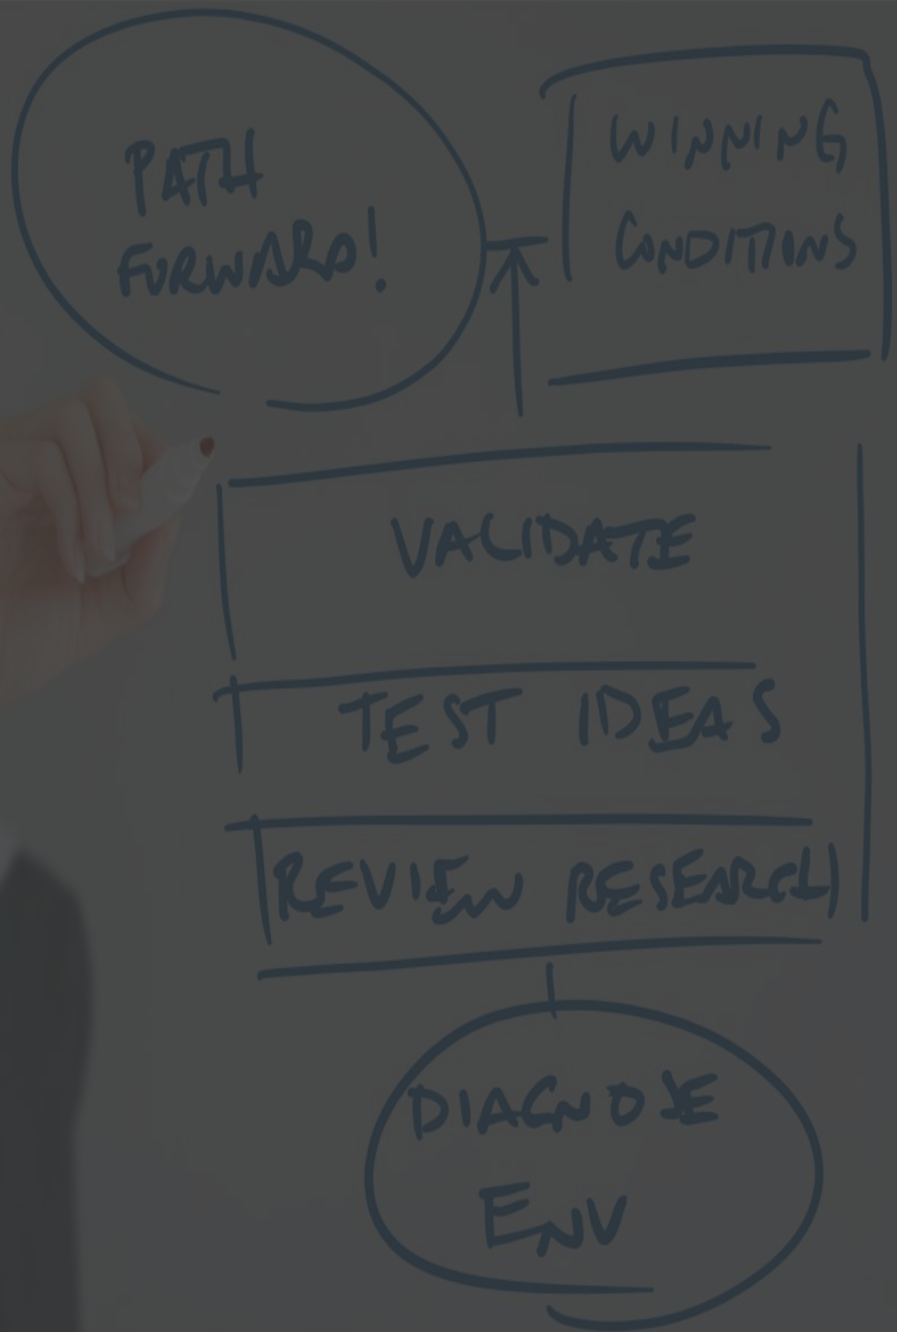 PATH
FORWARD!
WINNING
CONDITIONS
VALIDATE
TEST IDEAS
REVIEW RESEARCH
DIAGNOSE
ENV